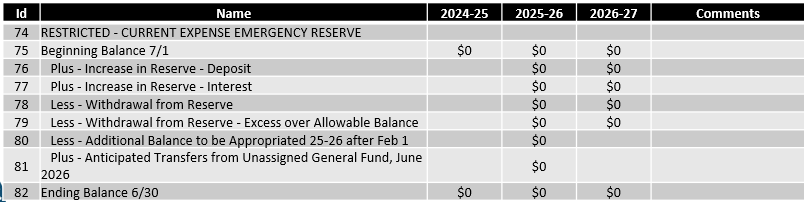 Id Name 2024-25 2025-26 2026-27 Comments
74 RESTRICTED - CURRENT EXPENSE EMERGENCY RESERVE
75 Beginning Balance 7/1 $0 $0 $0
76 Plus - Increase in Reserve - Deposit $0 $0
77 Plus - Increase in Reserve - Interest $0 $0
78 Less - Withdrawal from Reserve $0 $0
79 Less - Withdrawal from Reserve - Excess over Allowable Balance $0 $0
80 Less - Additional Balance to be Appropriated 25-26 after Feb 1 $0
81 Plus - Anticipated Transfers from Unassigned General Fund, June
2026 $0
82 Ending Balance 6/30 $0 $0 $0